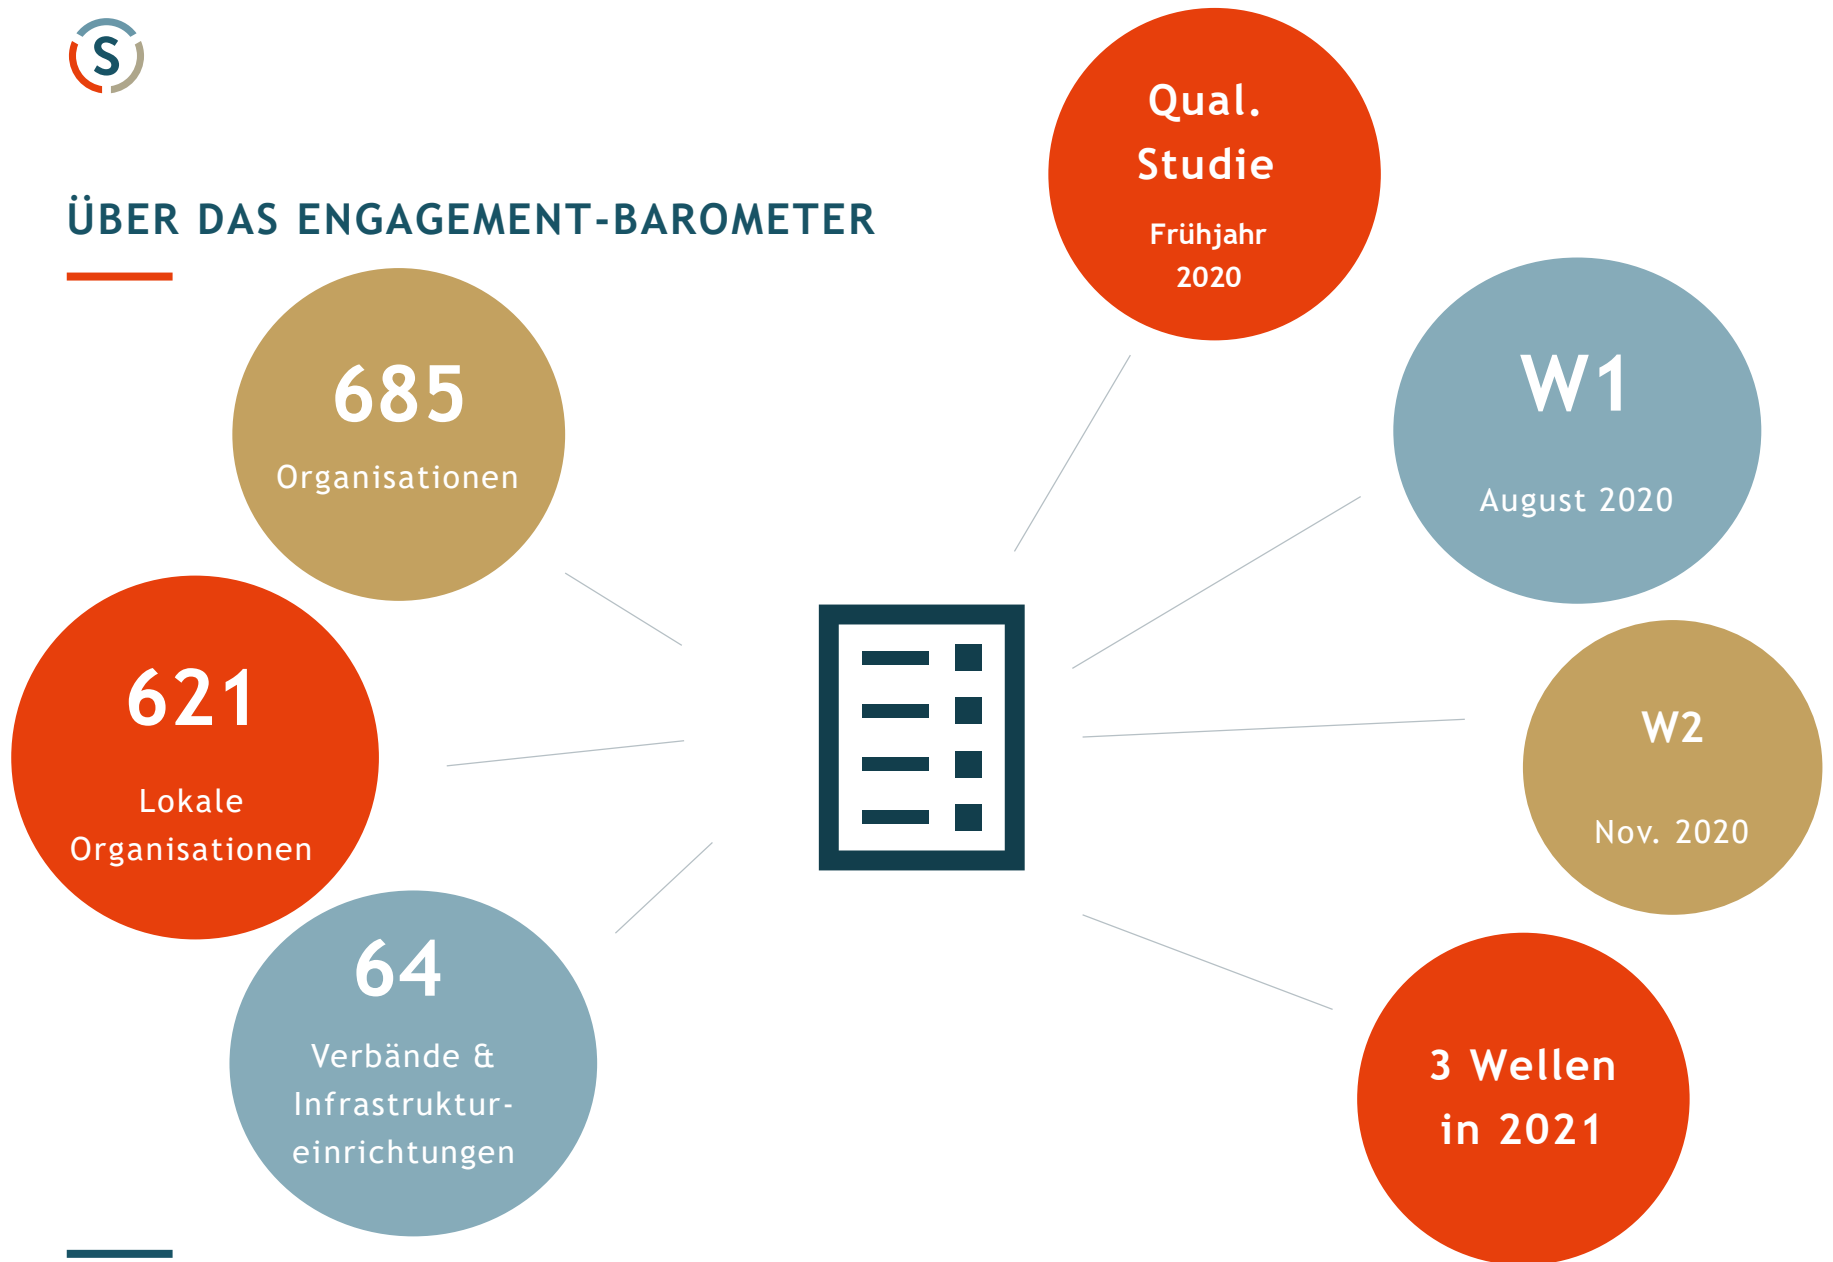 S
ÜBER DAS ENGAGEMENT-BAROMETER
685
Organisationen
621
Lokale
Organisationen
64
Verbände &
Infrastruktur-
einrichtungen
Qual.
Studie
Frühjahr
2020
W1
August 2020
W2
Nov. 2020
3 Wellen
in 2021